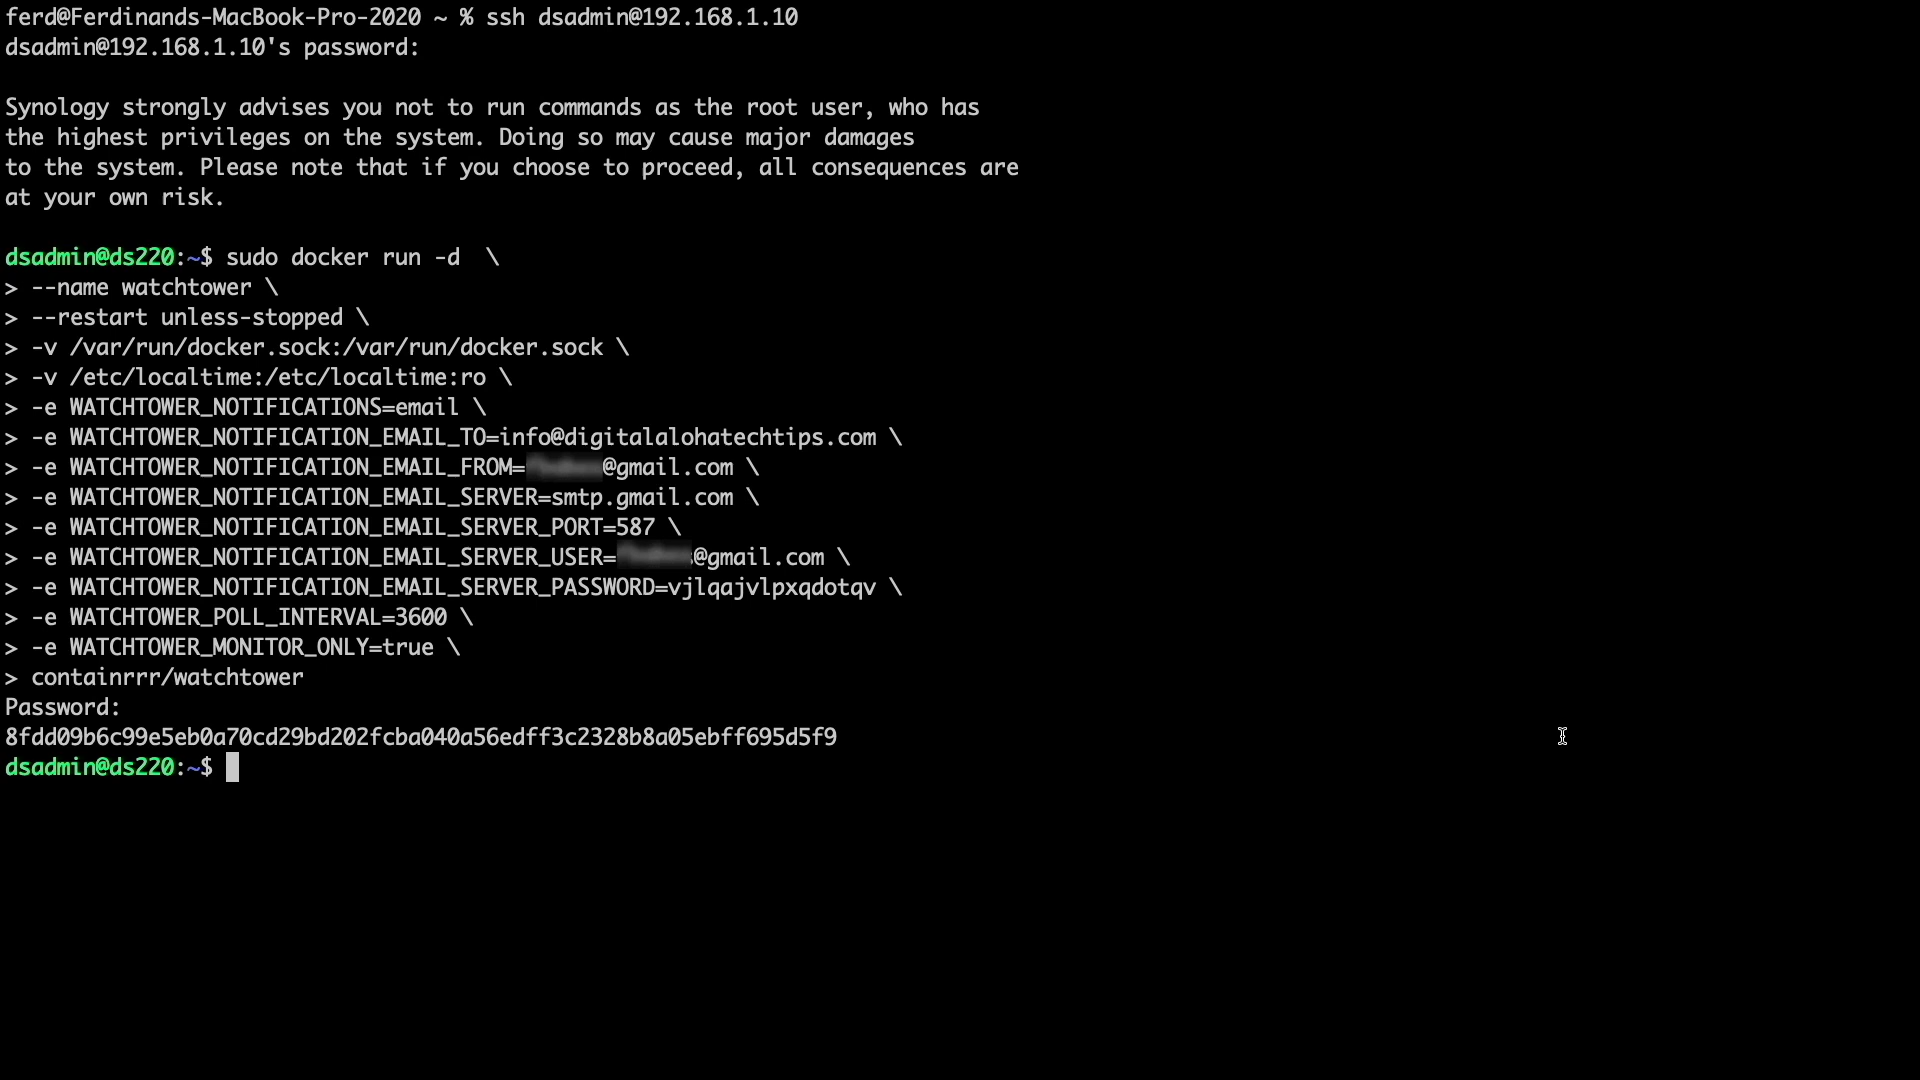 ferd@Ferdinands-MacBook-Pro-2020 ~ % ssh dsadmin@192.168.1.10
dsadmin@192.168.1.10's password:
Synology strongly advises you not to run commands as the root user, who has
the highest privileges on the system. Doing so may cause major damages
to the system. Please note that if you choose to proceed, all consequences are
at your own risk.
dsadmin@ds220:~$ sudo docker run -d  \
> --name watchtower \
> --restart unless-stopped \
> -v /var/run/docker.sock:/var/run/docker.sock \
> -v /etc/localtime:/etc/localtime:ro \
> -e WATCHTOWER_NOTIFICATIONS=email \
> -e WATCHTOWER_NOTIFICATION_EMAIL_TO=info@digitalalohatechtips.com \
> -e WATCHTOWER_NOTIFICATION_EMAIL_FROM=@gmail.com \
> -e WATCHTOWER_NOTIFICATION_EMAIL_SERVER=smtp.gmail.com \
> -e WATCHTOWER_NOTIFICATION_EMAIL_SERVER_PORT=587 \
> -e WATCHTOWER_NOTIFICATION_EMAIL_SERVER_USER=@gmail.com \
> -e WATCHTOWER_NOTIFICATION_EMAIL_SERVER_PASSWORD=vjlqajvlpxqdotqv \
> -e WATCHTOWER_POLL_INTERVAL=3600 \
> -e WATCHTOWER_MONITOR_ONLY=true \
> containrrr/watchtower
Password:
8fdd09b6c99e5eb0a70cd29bd202fcba040a56edff3c2328b8a05ebff695d5f9
dsadmin@ds220:~$